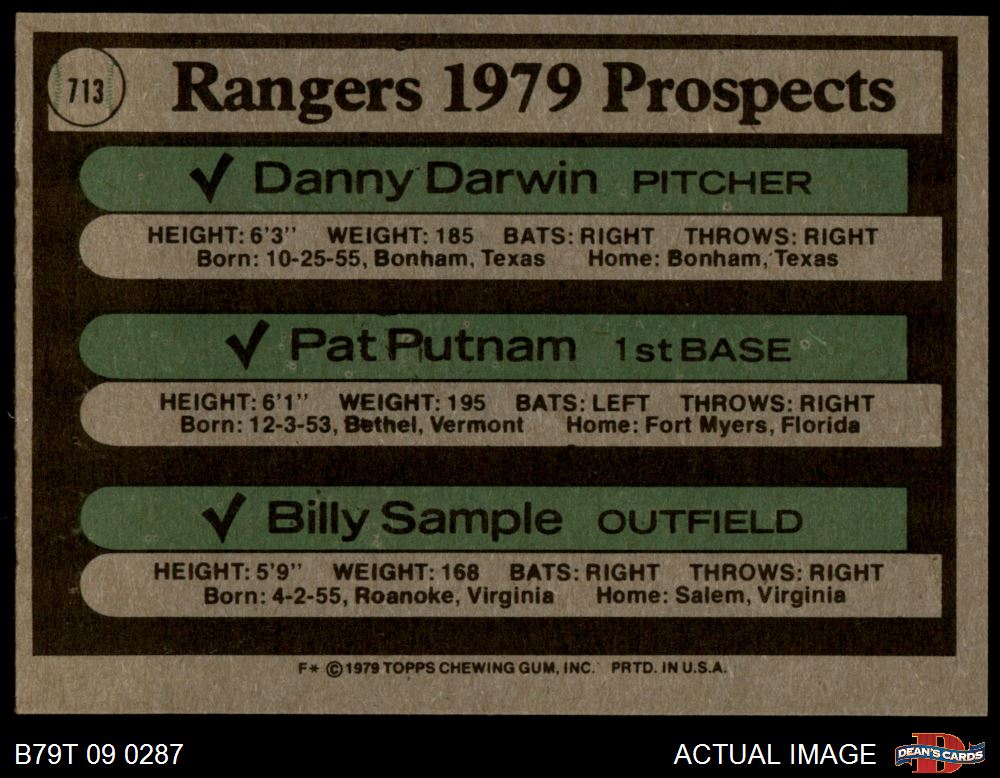 713
Rangers 1979 Prospects
✓ Danny Darwin PITCHER
HEIGHT: 6'3" WEIGHT: 185 BATS: RIGHT THROWS: RIGHT
Born: 10-25-55, Bonham, Texas Home: Bonham, Texas
✓ Pat Putnam 1st BASE
HEIGHT: 6'1" WEIGHT: 195 BATS: LEFT THROWS: RIGHT
Born: 12-3-53, Bethel, Vermont Home: Fort Myers, Florida
✓ Billy Sample OUTFIELD
HEIGHT: 5'9" WEIGHT: 168 BATS: RIGHT THROWS: RIGHT
Born: 4-2-55, Roanoke, Virginia Home: Salem, Virginia
F* ©1979 TOPPS CHEWING GUM, INC. PRTD. IN U.S.A.
B79T 09 0287 ACTUAL IMAGE DEAN'S CARDS